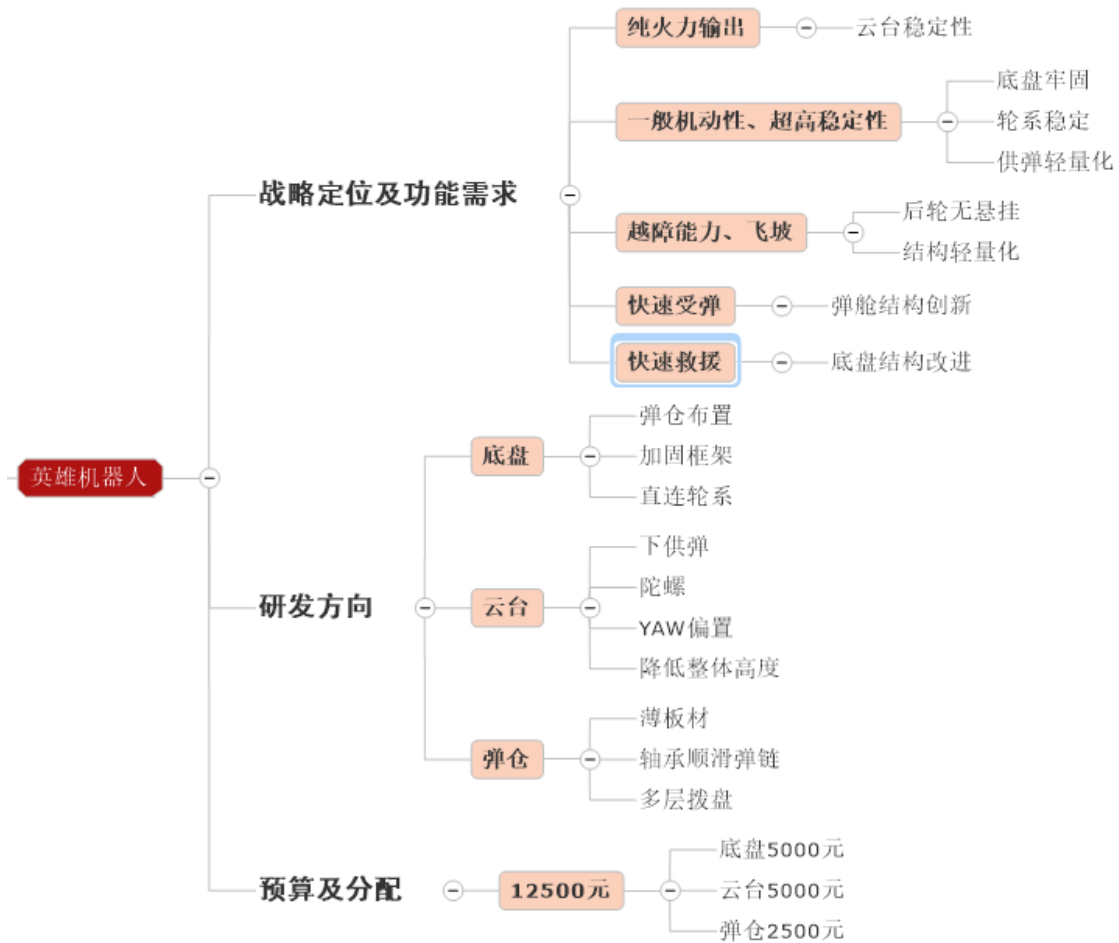 英雄机器人
战略定位及功能需求
纯火力输出
云台稳定性
一般机动性、超高稳定性
底盘牢固
轮系稳定
供弹轻量化
越障能力、飞坡
后轮无悬挂
结构轻量化
快速受弹
弹舱结构创新
快速救援
底盘结构改进
研发方向
底盘
弹仓布置
加固框架
直连轮系
云台
下供弹
陀螺
YAW偏置
降低整体高度
弹仓
薄板材
轴承顺滑弹链
多层拨盘
预算及分配
12500元
底盘5000元
云台5000元
弹仓2500元